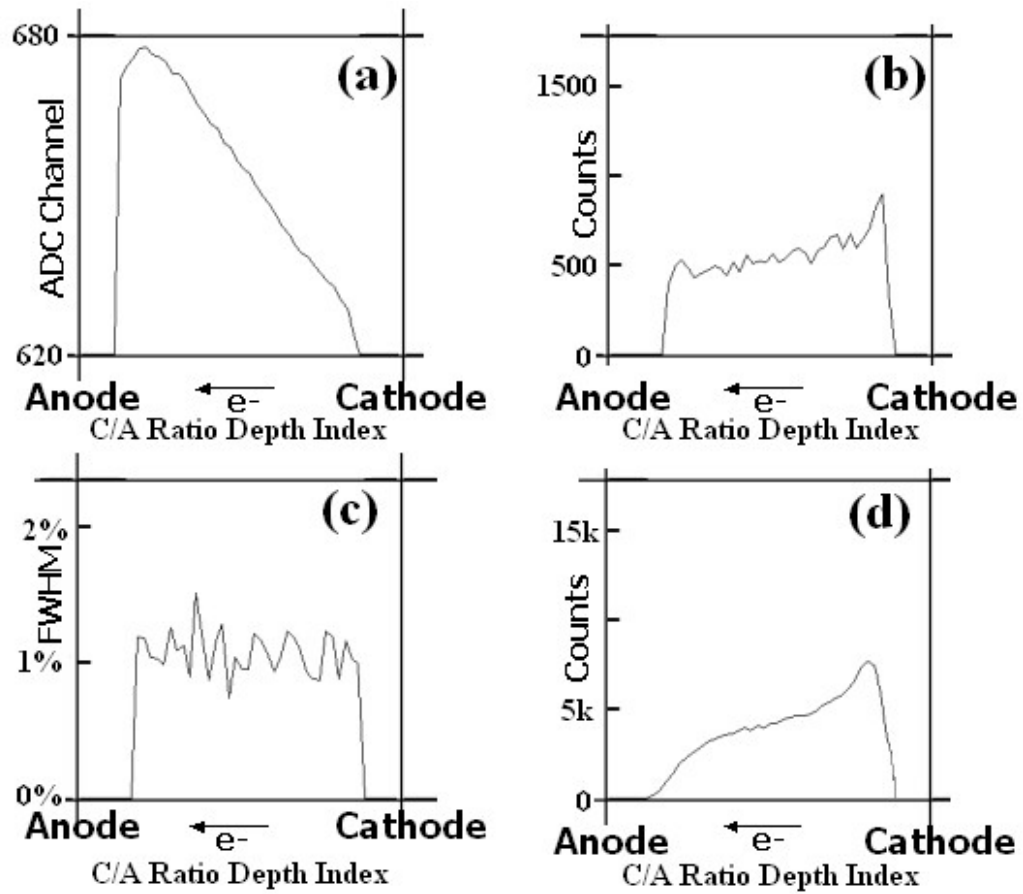 680
(a)
ADC Channel
620
Anode
e-
Cathode
C/A Ratio Depth Index
(b)
1500
Counts
500
0
Anode
e-
Cathode
C/A Ratio Depth Index
(c)
2%
FWHM
1%
0%
Anode
e-
Cathode
C/A Ratio Depth Index
(d)
15k
Counts
5k
0
Anode
e-
Cathode
C/A Ratio Depth Index